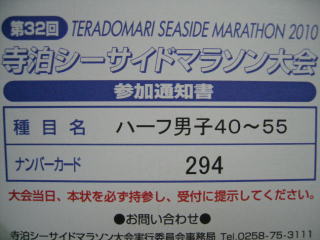 第32回 TERADOMARI SEASIDE MARATHON 2010
寺泊シーサイドマラソン大会
参加通知書
種目名 ハーフ男子40～55
ナンバーカード 294
大会当日、本状を必ず持参し、受付に提示してください。
●お問い合わせ●
寺泊シーサイドマラソン大会実行委員会事務局 Tel.0258-75-3111